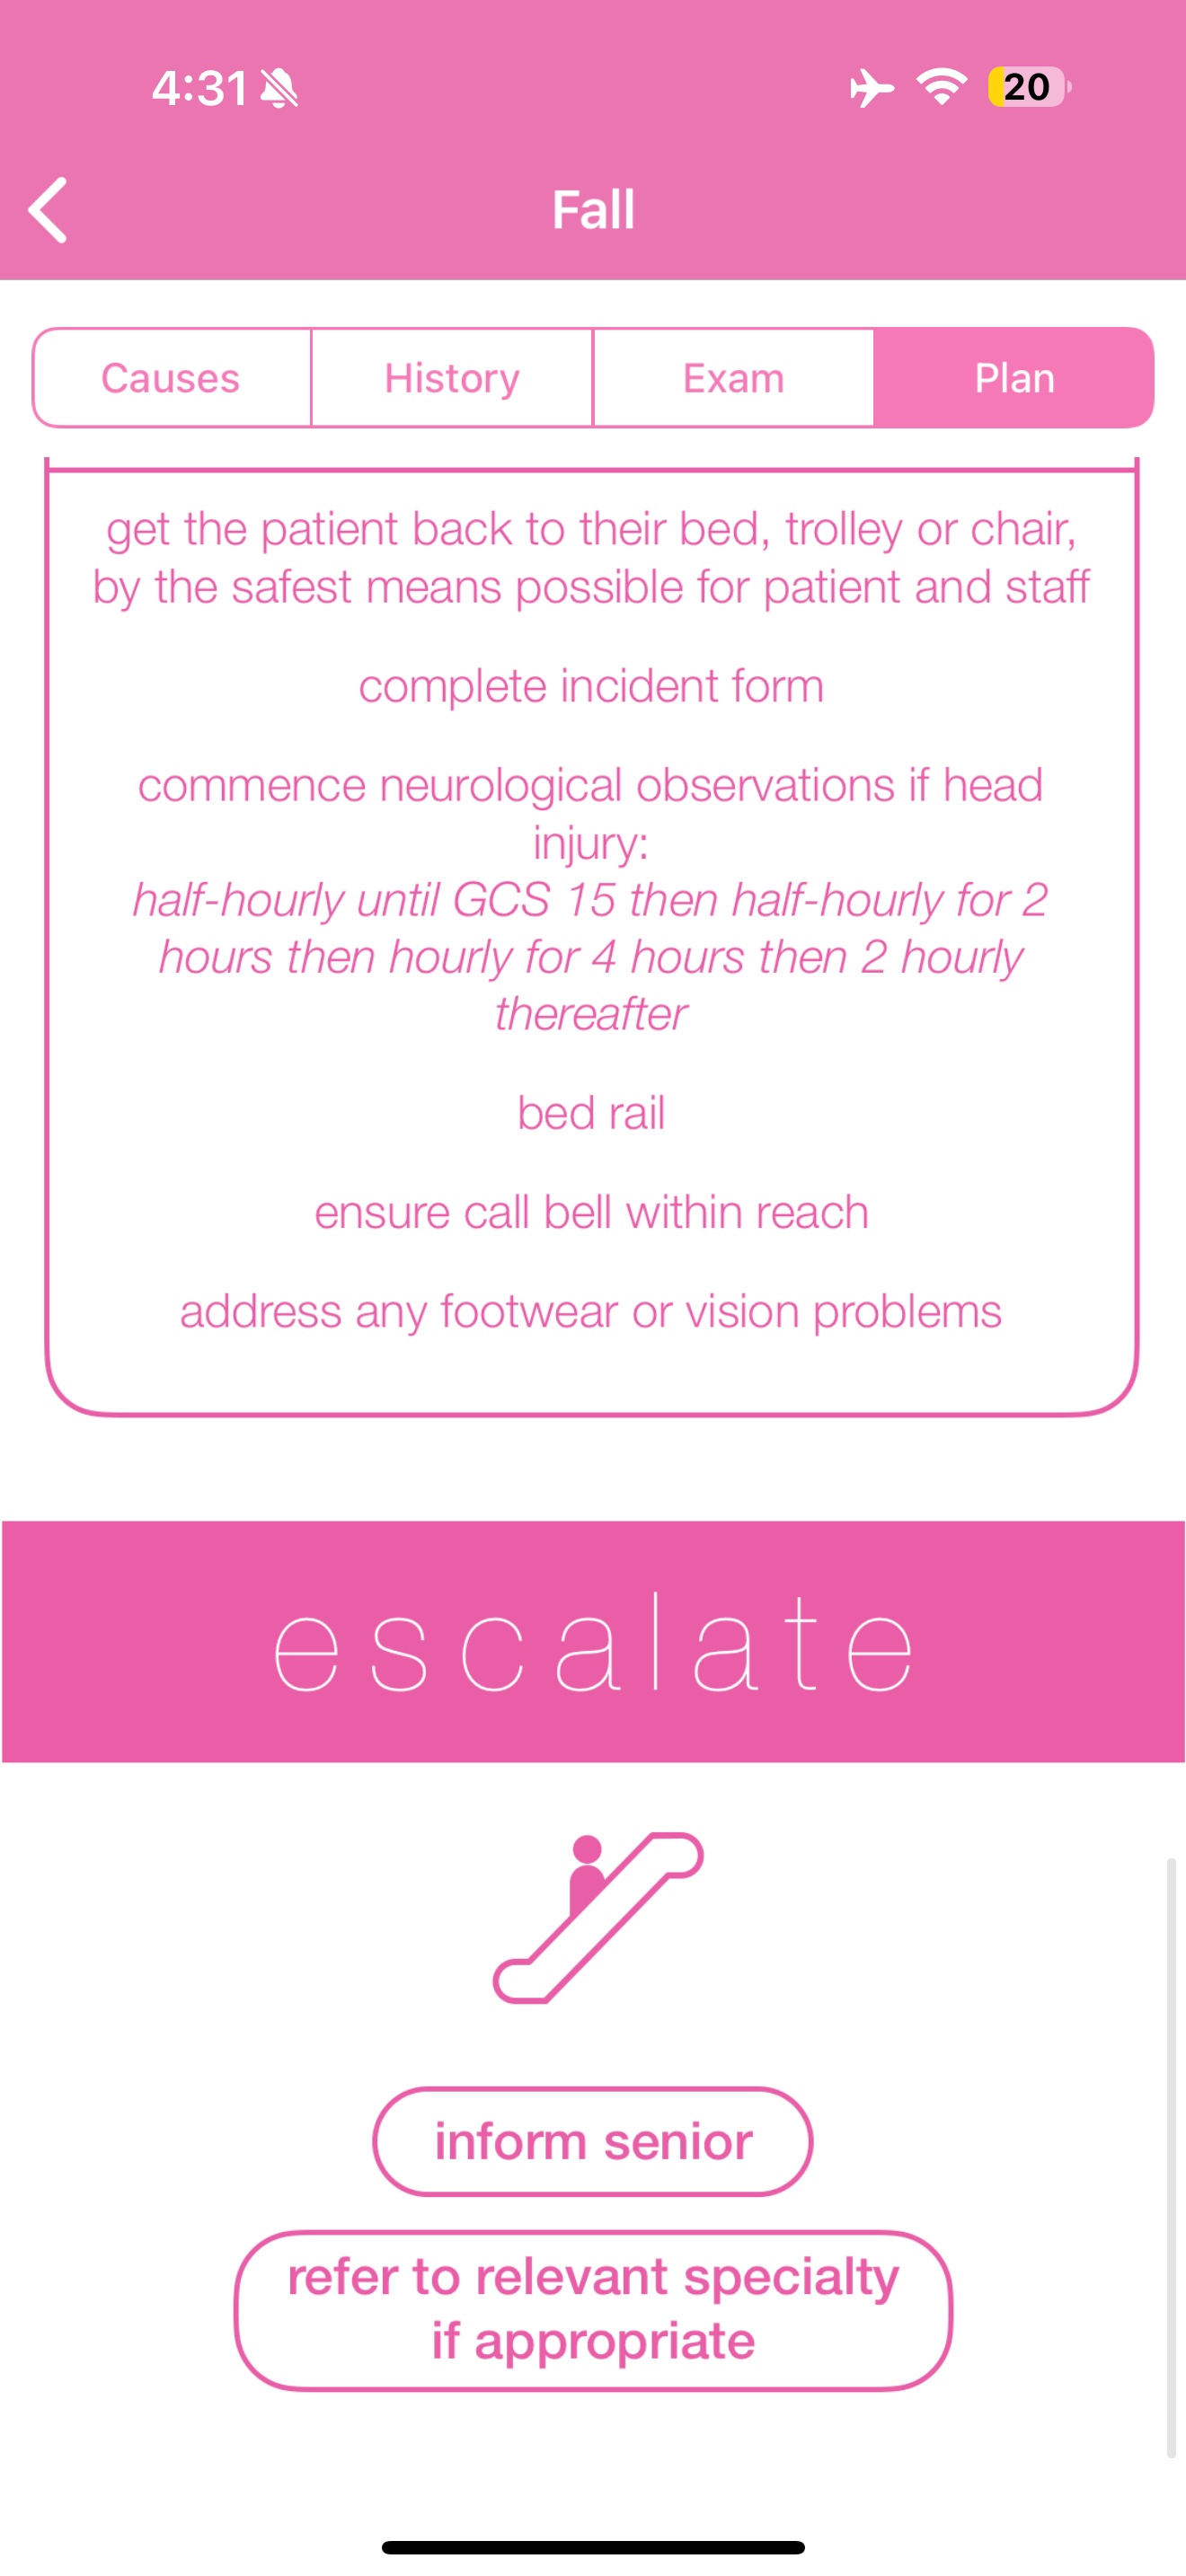 4:31
20
Fall
Causes
History
Exam
Plan
get the patient back to their bed, trolley or chair,
by the safest means possible for patient and staff
complete incident form
commence neurological observations if head
injury:
half-hourly until GCS 15 then half-hourly for 2
hours then hourly for 4 hours then 2 hourly
thereafter
bed rail
ensure call bell within reach
address any footwear or vision problems
escalate
inform senior
refer to relevant specialty
if appropriate